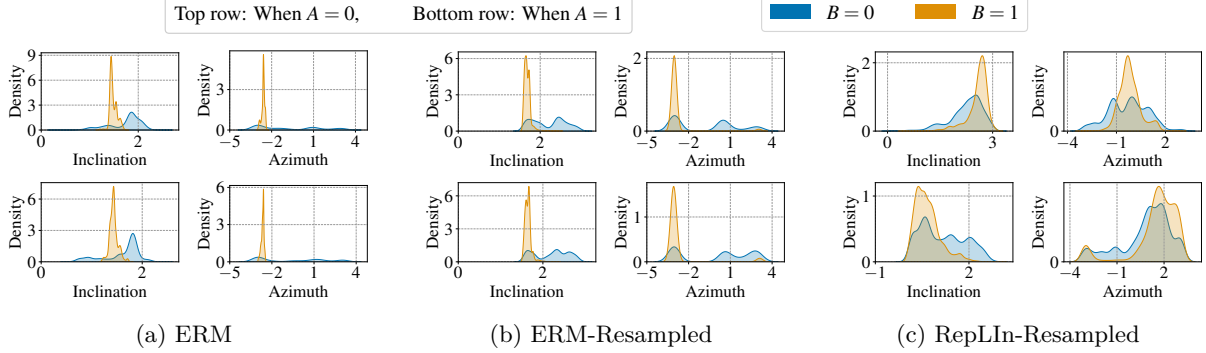 Top row: When A = 0, Bottom row: When A = 1
B = 0 B = 1
Density 9 6 3 0
0 2
Inclination
Density 3 0
−5 −2 1 4
Azimuth
Density 6 3 0
0 2
Inclination
Density 2 1 0
−5 −2 1 4
Azimuth
Density 2 0
0 3
Inclination
Density 0
−4 −1 2
Azimuth
Density 6 3 0
0 2
Inclination
Density 6 3 0
−5 −2 1 4
Azimuth
Density 6 3 0
0 2
Inclination
Density 1 0
−5 −2 1 4
Azimuth
Density 1 0
−1 2
Inclination
Density 0
−4 −1 2
Azimuth
(a) ERM
(b) ERM-Resampled
(c) RepLIn-Resampled